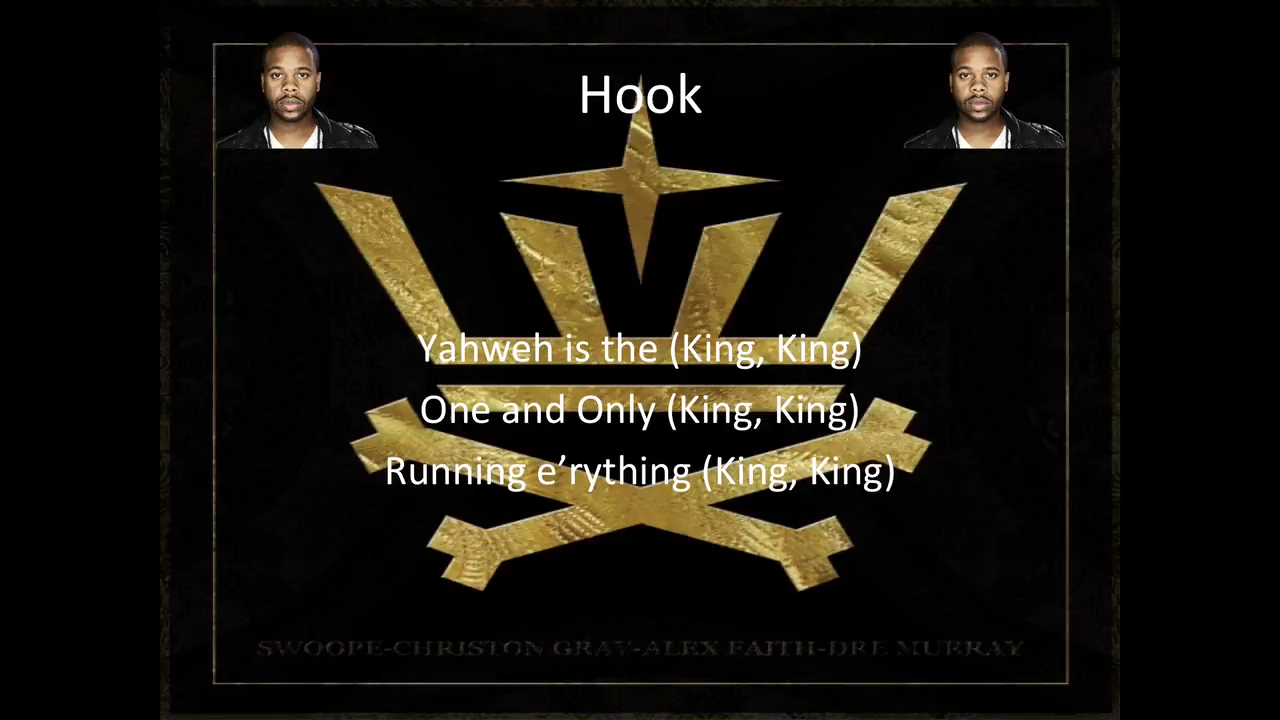 Hook
Yahweh is the (King, King)
One and Only (King, King)
Running e’rything (King, King)
SWOOPE-CHRISTON GRAY-ALEX FAITH-DRE MURRAY